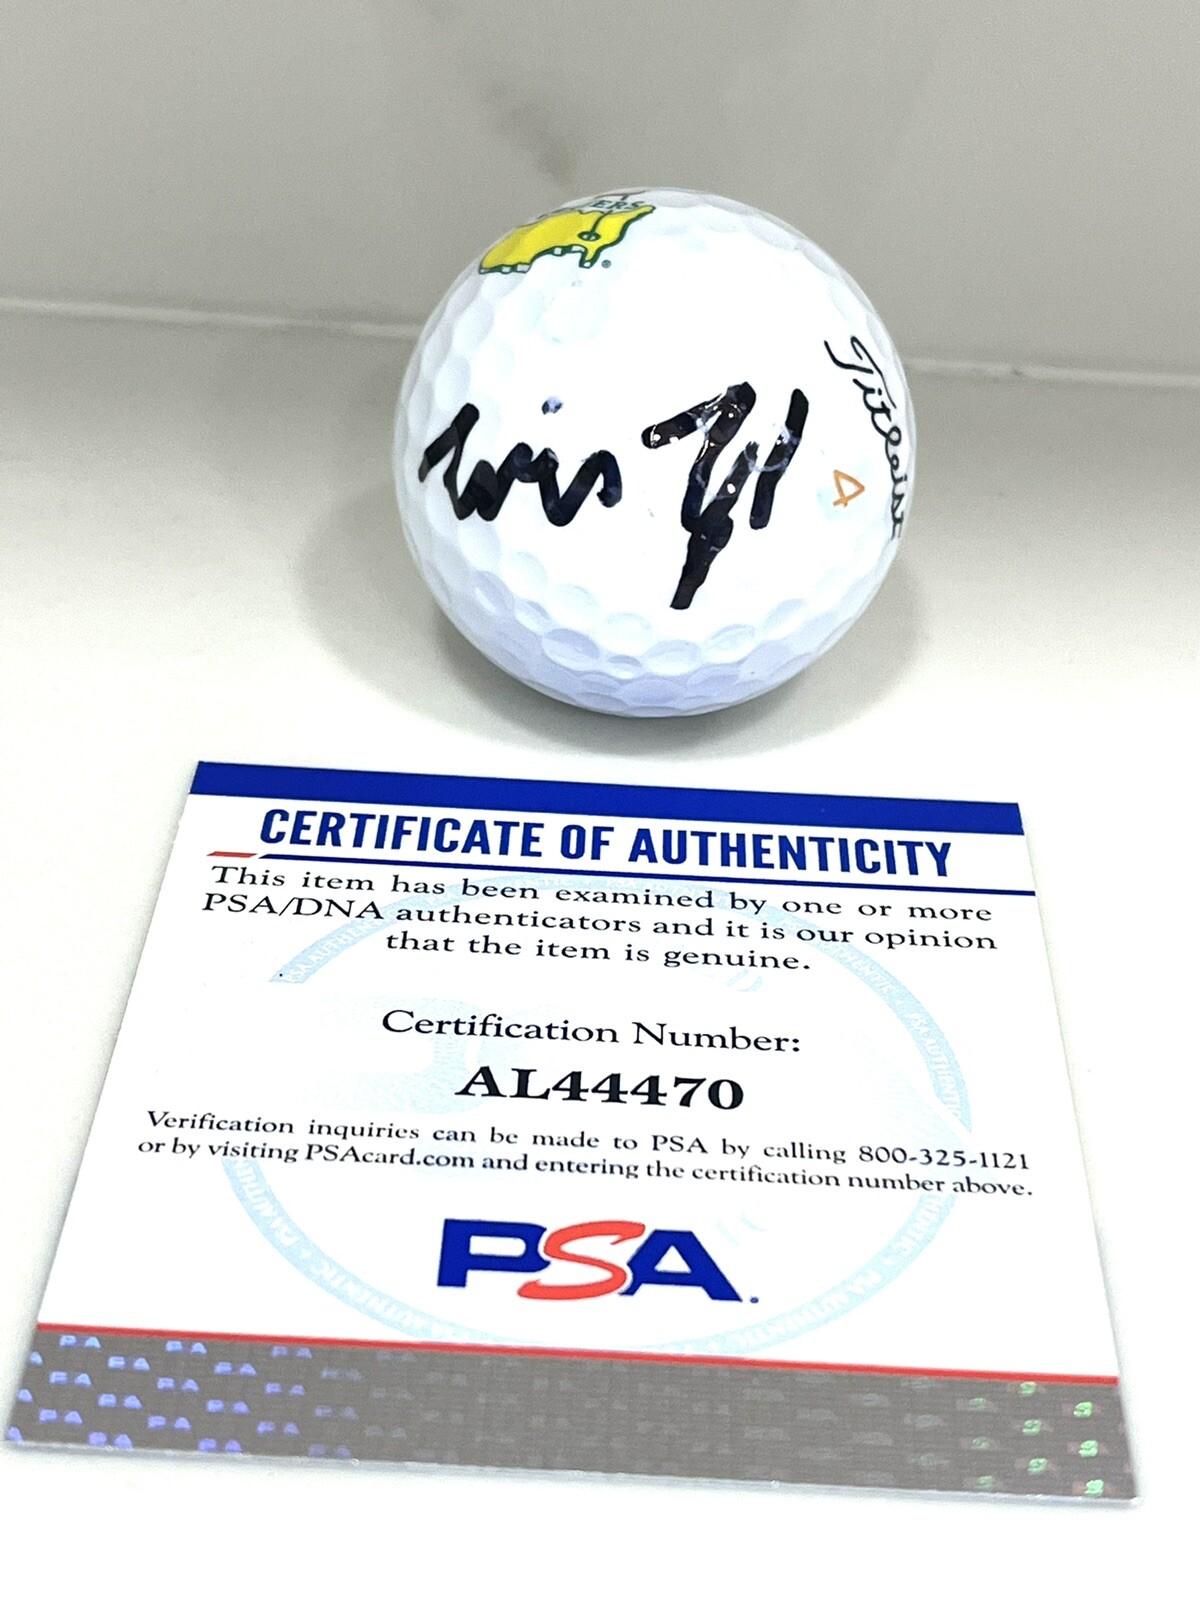 ERS
®
Titleist
4
CERTIFICATE OF AUTHENTICITY
This item has been examined by one or more
PSA/DNA authenticators and it is our opinion
that the item is genuine.
Certification Number:
AL44470
Verification inquiries can be made to PSA by calling 800-325-1121
or by visiting PSAcard.com and entering the certification number above.
PSA